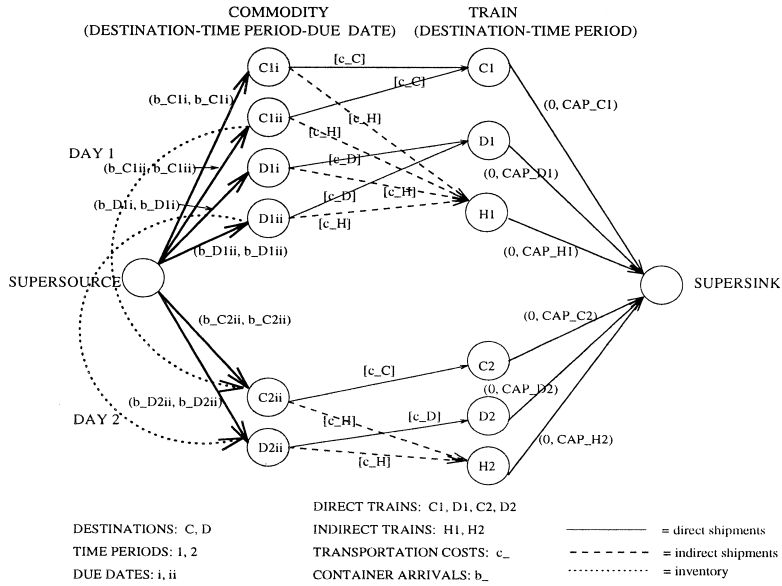 COMMODITY TRAIN
(DESTINATION-TIME PERIOD-DUE DATE) (DESTINATION-TIME PERIOD)
C1i [c_C] C1
(b_C1i, b_C1i) (0, CAP_C1)
C1ii [c_C]
[c_H]
[c_H]
DAY 1 D1
(b_C1ii, b_C1ii) D1i [c_D] (0, CAP_D1)
[c_H]
(b_D1i, b_D1i) [c_D]
D1ii [c_H] H1
(b_D1ii, b_D1ii) (0, CAP_H1)
SUPERSOURCE SUPERSINK
(b_C2ii, b_C2ii) (0, CAP_C2)
[c_C] C2
C2ii (0, CAP_D2)
(b_D2ii, b_D2ii) [c_D] D2
DAY 2 [c_H] (0, CAP_H2)
D2ii [c_H] H2
DIRECT TRAINS: C1, D1, C2, D2
DESTINATIONS: C, D INDIRECT TRAINS: H1, H2 = direct shipments
TIME PERIODS: 1, 2 TRANSPORTATION COSTS: c_ = indirect shipments
DUE DATES: i, ii CONTAINER ARRIVALS: b_ = inventory